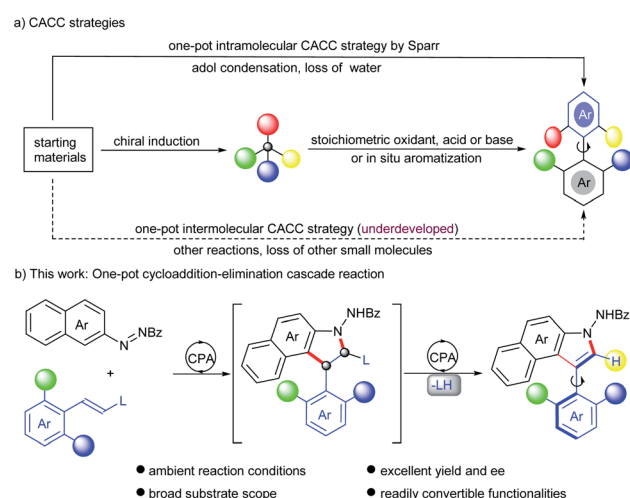 a) CACC strategies
one-pot intramolecular CACC strategy by Sparr
adol condensation, loss of water
Ar
starting
materials
chiral induction
stoichiometric oxidant, acid or base
or in situ aromatization
Ar
one-pot intermolecular CACC strategy (underdeveloped)
other reactions, loss of other small molecules
b) This work: One-pot cycloaddition-elimination cascade reaction
Ar
N
NBz
+
L
Ar
CPA
NHBz
Ar
N
L
Ar
CPA
-LH
NHBz
Ar
N
H
Ar
● ambient reaction conditions
● excellent yield and ee
● broad substrate scope
● readily convertible functionalities